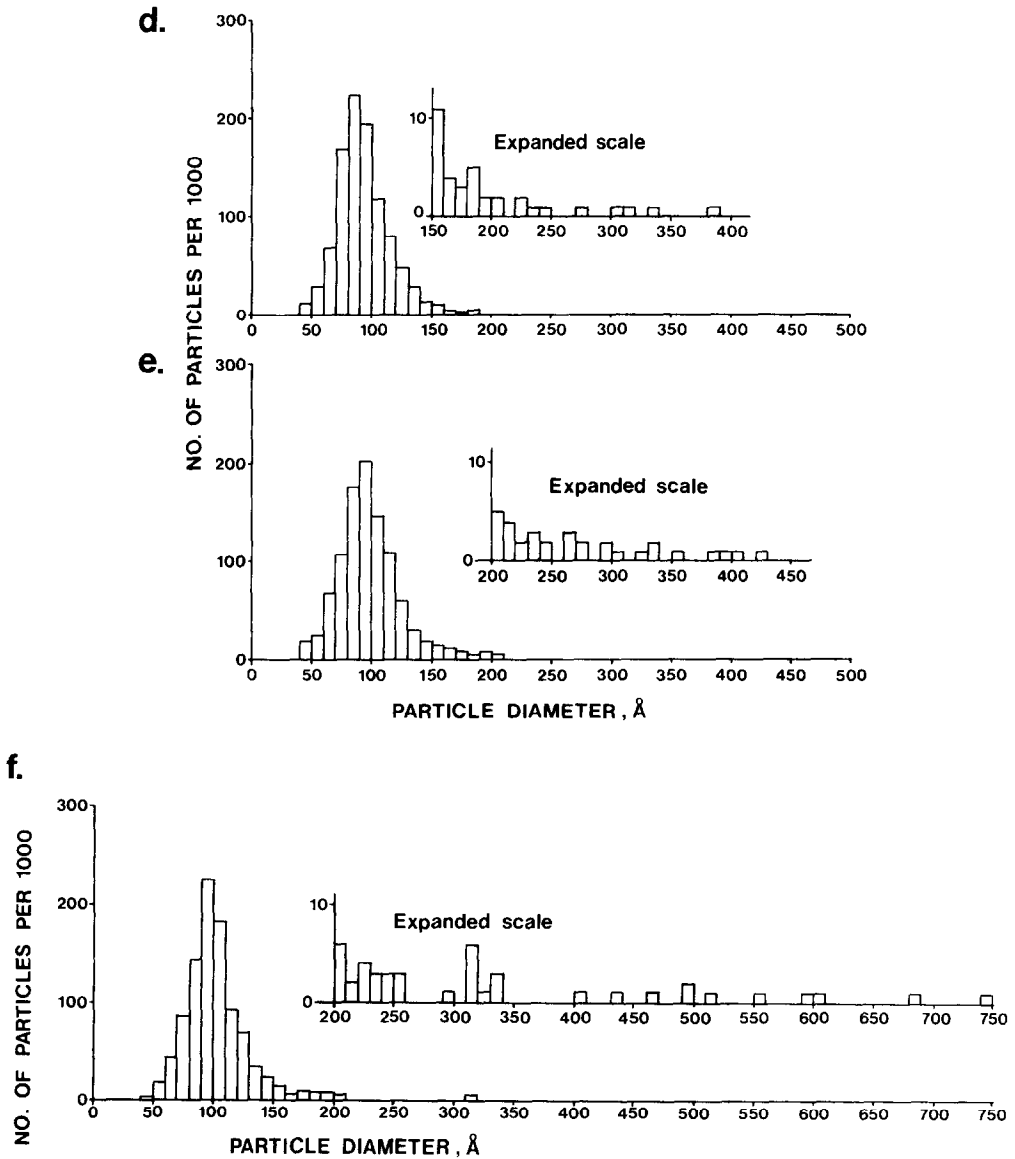 d.
300
200
100
0
0 50 100 150 200 250 300 350 400 450 500
NO. OF PARTICLES PER 1000
Expanded scale
10
0
150 200 250 300 350 400
e.
300
200
100
0
0 50 100 150 200 250 300 350 400 450 500
Expanded scale
10
0
200 250 300 350 400 450
PARTICLE DIAMETER, Å
f.
300
200
100
0
0 50 100 150 200 250 300 350 400 450 500 550 600 650 700 750
NO. OF PARTICLES PER 1000
Expanded scale
10
0
200 250 300 350 400 450 500 550 600 650 700 750
PARTICLE DIAMETER, Å